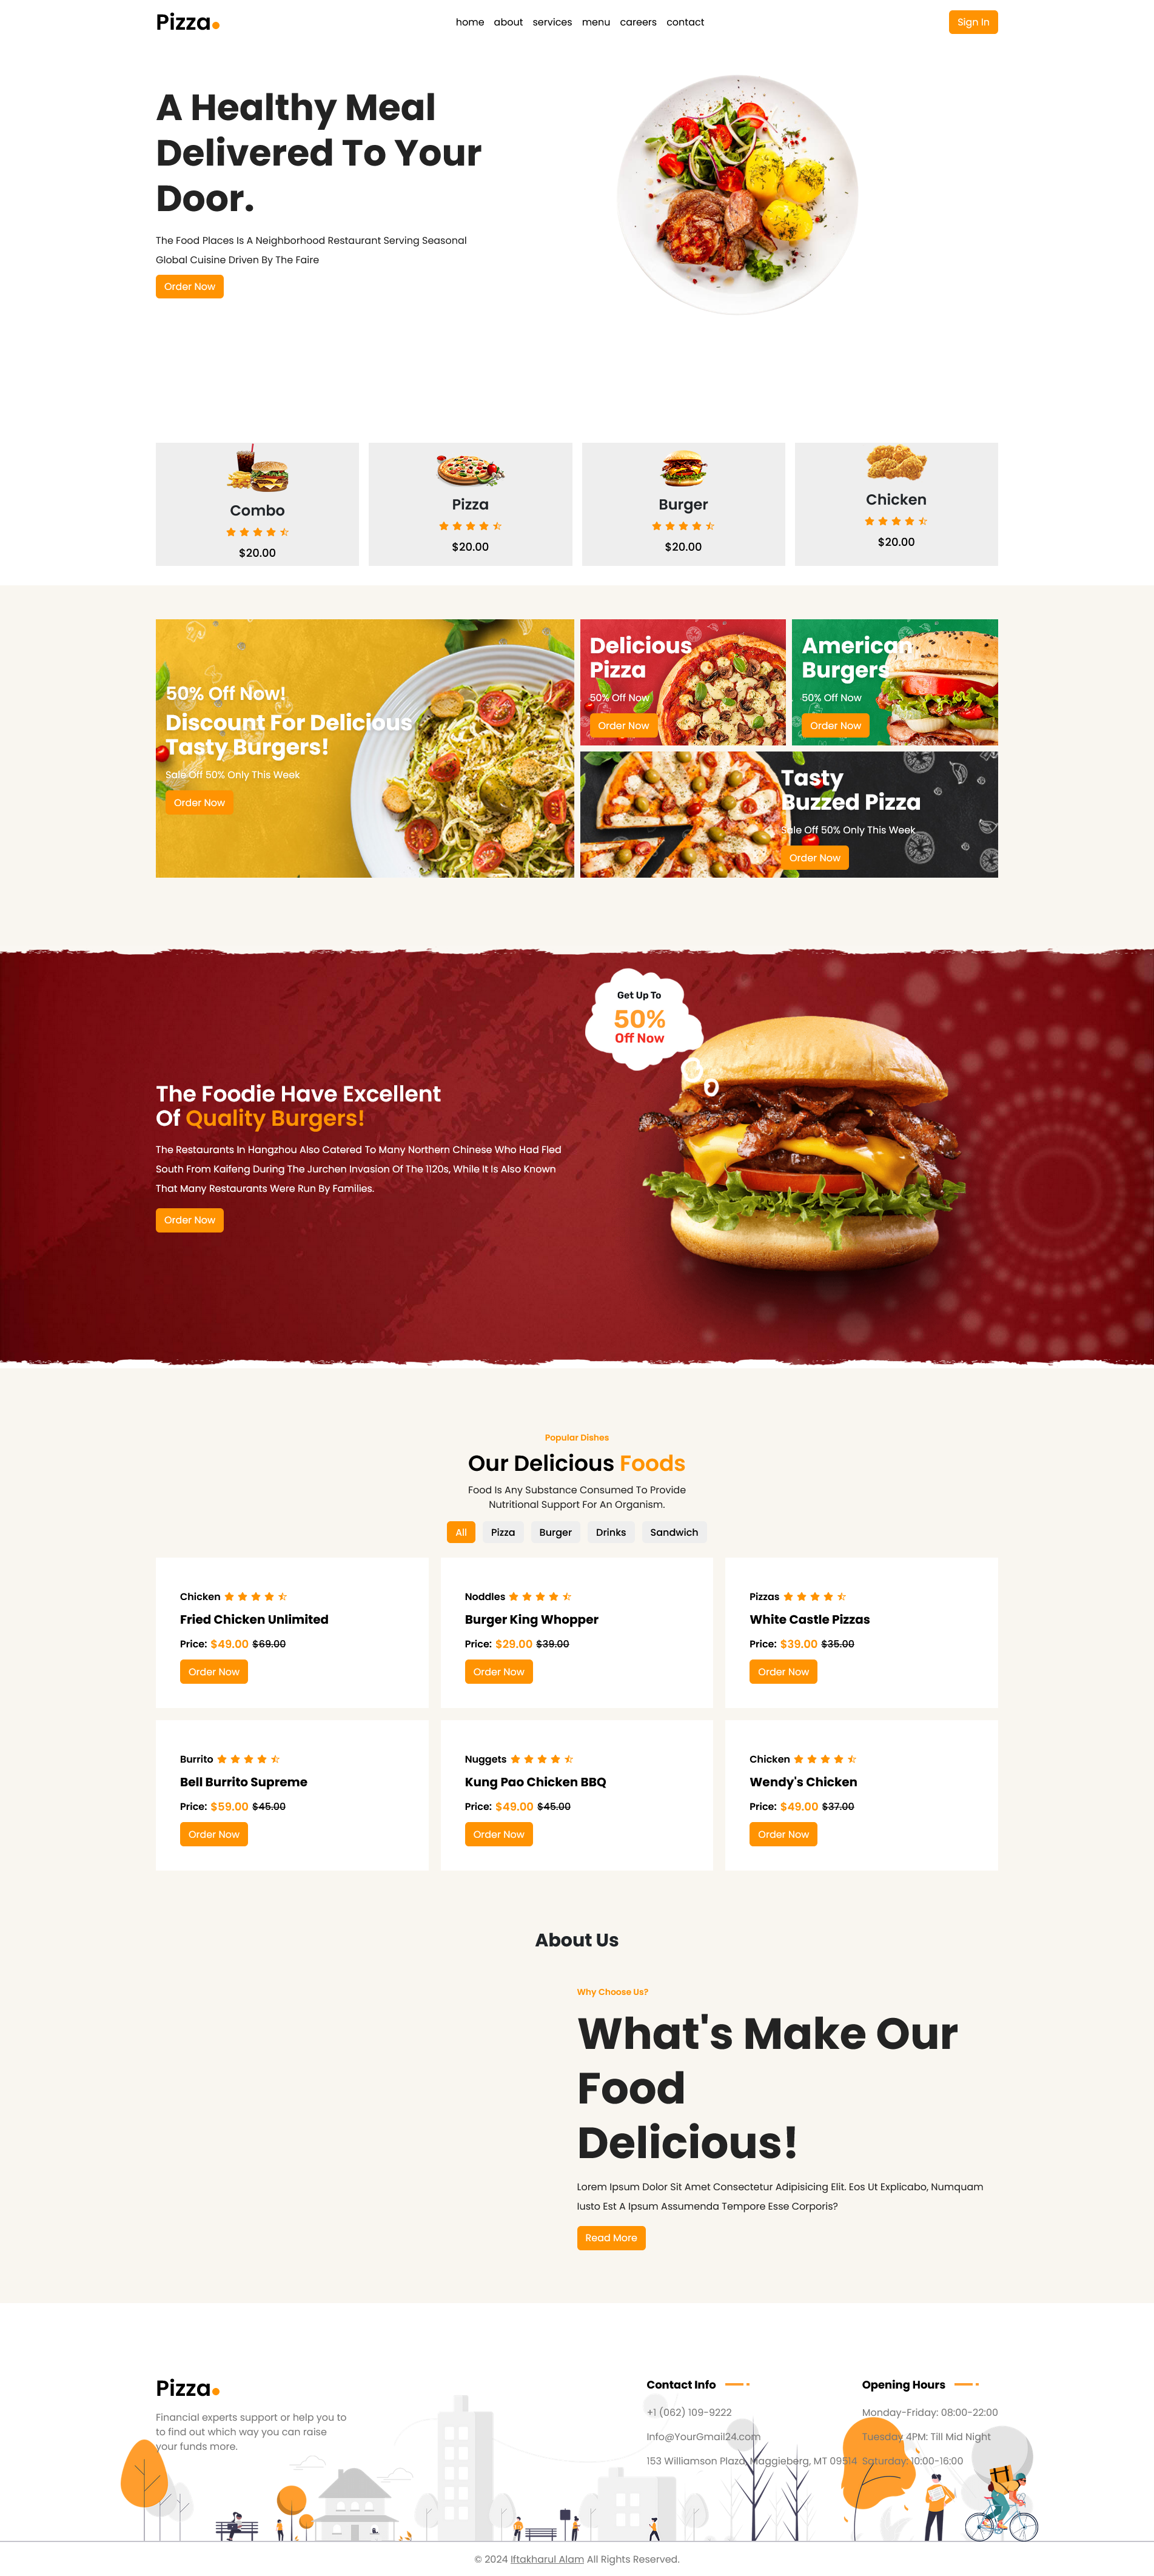 Pizza.
home about services menu careers contact
Sign In
A Healthy Meal
Delivered To Your
Door.
The Food Places Is A Neighborhood Restaurant Serving Seasonal
Global Cuisine Driven By The Faire
Order Now
Combo
$20.00
Pizza
$20.00
Burger
$20.00
Chicken
$20.00
50% Off Now!
Discount For Delicious
Tasty Burgers!
Sale Off 50% Only This Week
Order Now
Delicious
Pizza
50% Off Now
Order Now
American
Burgers
50% Off Now
Order Now
Tasty
Buzzed Pizza
Sale Off 50% Only This Week
Order Now
Get Up To
50%
Off Now
The Foodie Have Excellent
Of Quality Burgers!
The Restaurants In Hangzhou Also Catered To Many Northern Chinese Who Had Fled
South From Kaifeng During The Jurchen Invasion Of The 1120s, While It Is Also Known
That Many Restaurants Were Run By Families.
Order Now
Popular Dishes
Our Delicious Foods
Food Is Any Substance Consumed To Provide
Nutritional Support For An Organism.
All Pizza Burger Drinks Sandwich
Chicken
Fried Chicken Unlimited
Price: $49.00 $69.00
Order Now
Noddles
Burger King Whopper
Price: $29.00 $39.00
Order Now
Pizzas
White Castle Pizzas
Price: $39.00 $35.00
Order Now
Burrito
Bell Burrito Supreme
Price: $59.00 $45.00
Order Now
Nuggets
Kung Pao Chicken BBQ
Price: $49.00 $45.00
Order Now
Chicken
Wendy's Chicken
Price: $49.00 $37.00
Order Now
About Us
Why Choose Us?
What's Make Our
Food
Delicious!
Lorem Ipsum Dolor Sit Amet Consectetur Adipisicing Elit. Eos Ut Explicabo, Numquam
Iusto Est A Ipsum Assumenda Tempore Esse Corporis?
Read More
Pizza.
Financial experts support or help you to
to find out which way you can raise
your funds more.
Contact Info
+1 (062) 109-9222
Info@YourGmail24.com
153 Williamson Plaza, Maggieberg, MT 09514
Opening Hours
Monday-Friday: 08:00-22:00
Tuesday 4PM: Till Mid Night
Saturday: 10:00-16:00
© 2024 Iftakharul Alam All Rights Reserved.